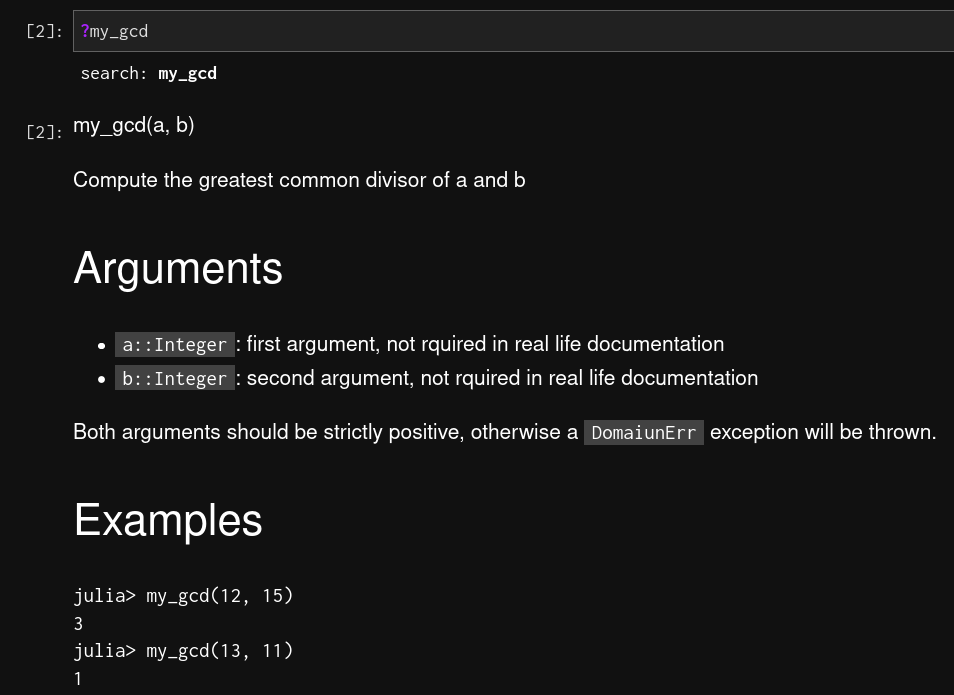 [2]: ?my_gcd
search: my_gcd
[2]: my_gcd(a, b)
Compute the greatest common divisor of a and b
Arguments
• a::Integer : first argument, not rquired in real life documentation
• b::Integer : second argument, not rquired in real life documentation
Both arguments should be strictly positive, otherwise a DomaiunErr exception will be thrown.
Examples
julia> my_gcd(12, 15)
3
julia> my_gcd(13, 11)
1